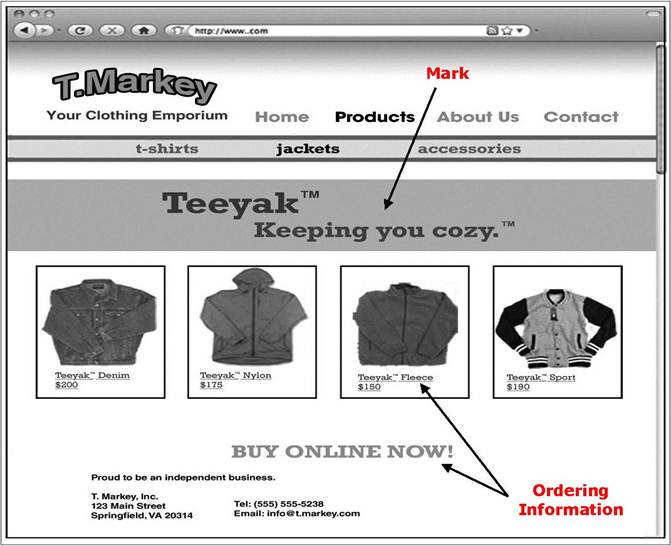 http://www..com
T.Markey
Mark
Your Clothing Emporium
Home Products About Us Contact
t-shirts jackets accessories
Teeyak™
Keeping you cozy.™
Teeyak™ Denim
$200
Teeyak™ Nylon
$175
Teeyak™ Fleece
$150
Teeyak™ Sport
$190
BUY ONLINE NOW!
Proud to be an independent business.
T. Markey, Inc.
123 Main Street
Springfield, VA 20314
Tel: (555) 555-5238
Email: info@t.markey.com
Ordering
Information